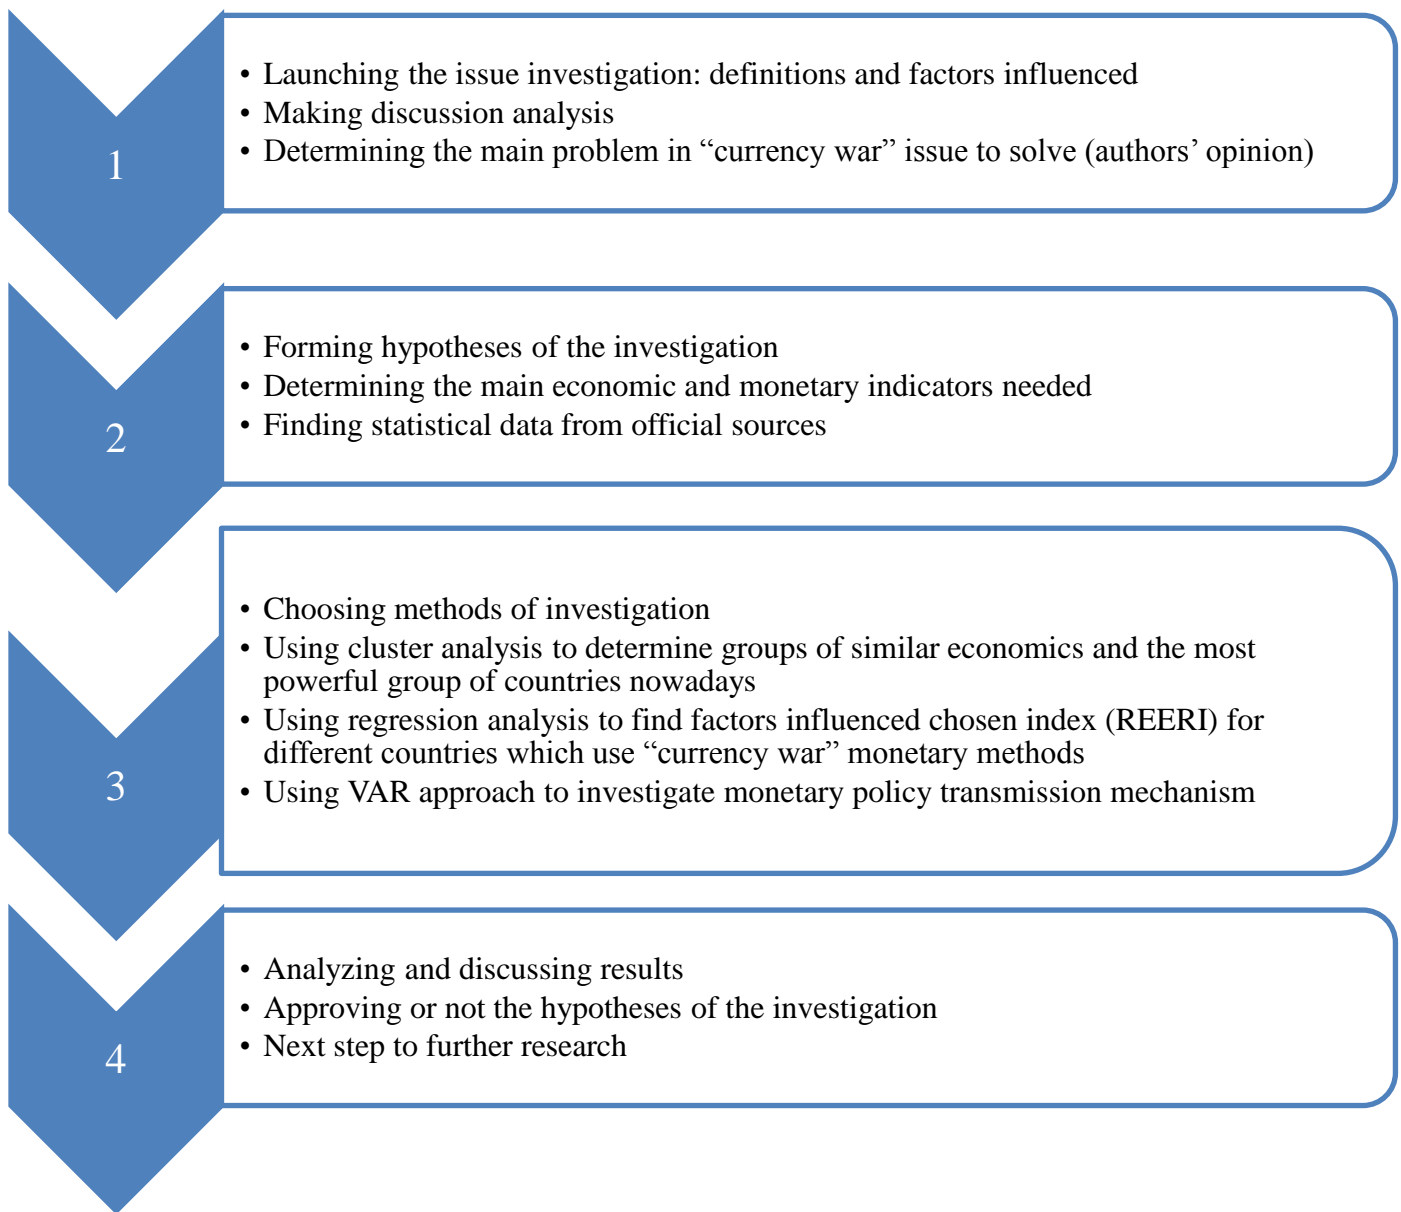 1
• Launching the issue investigation: definitions and factors influenced
• Making discussion analysis
• Determining the main problem in “currency war” issue to solve (authors’ opinion)
2
• Forming hypotheses of the investigation
• Determining the main economic and monetary indicators needed
• Finding statistical data from official sources
3
• Choosing methods of investigation
• Using cluster analysis to determine groups of similar economics and the most
powerful group of countries nowadays
• Using regression analysis to find factors influenced chosen index (REERI) for
different countries which use “currency war” monetary methods
• Using VAR approach to investigate monetary policy transmission mechanism
4
• Analyzing and discussing results
• Approving or not the hypotheses of the investigation
• Next step to further research